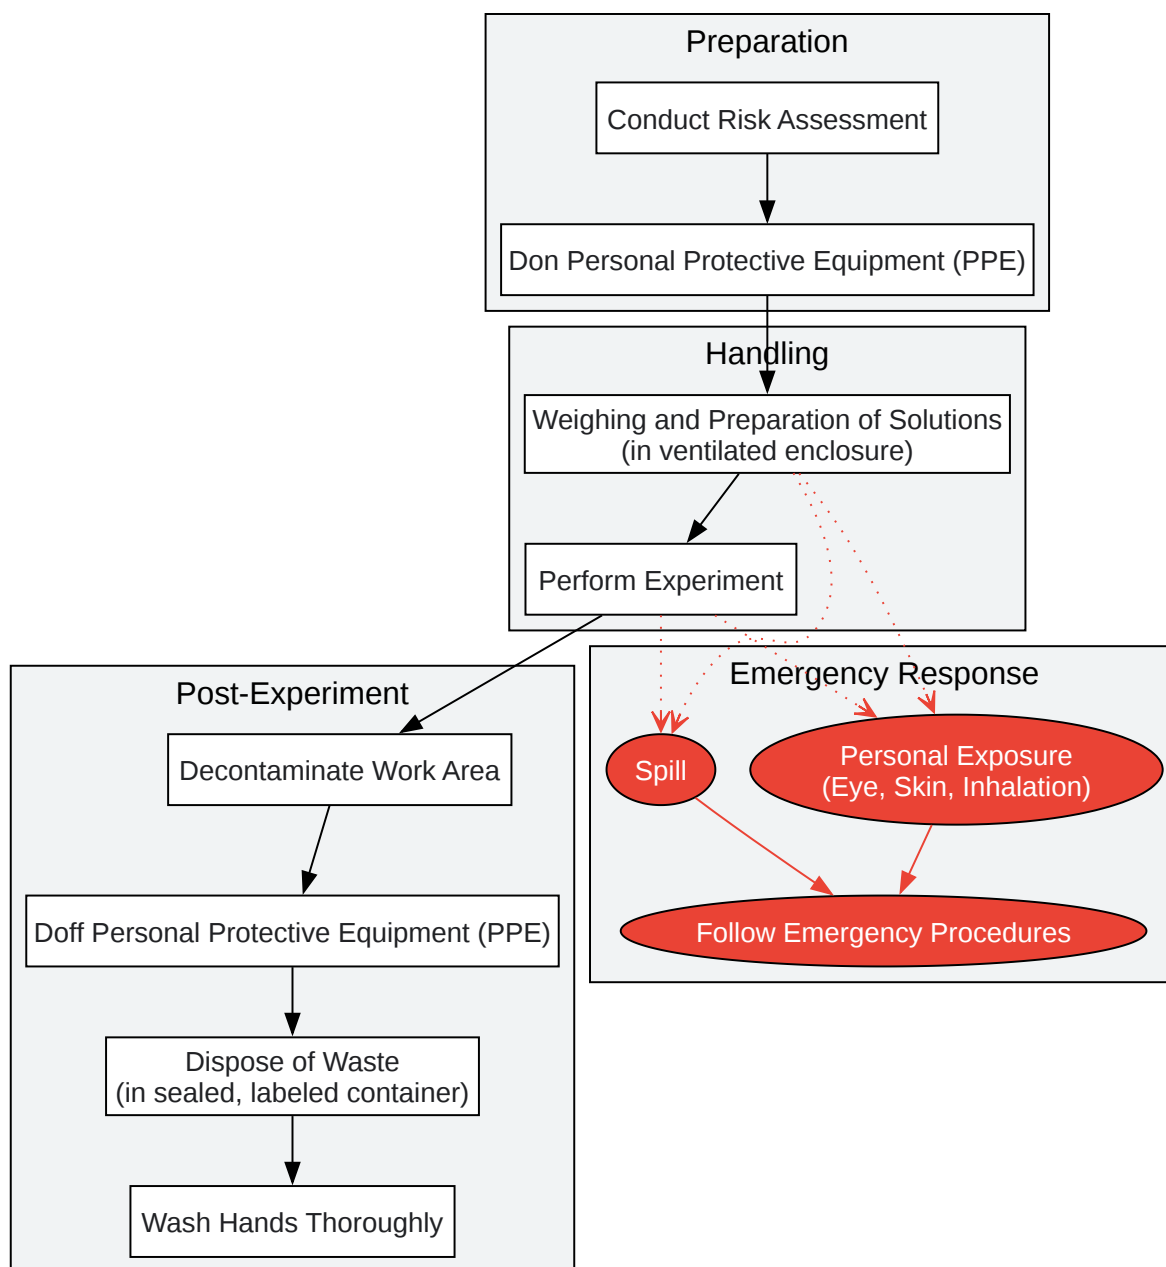 Preparation
Conduct Risk Assessment
Don Personal Protective Equipment (PPE)
Handling
Weighing and Preparation of Solutions
(in ventilated enclosure)
Perform Experiment
Post-Experiment
Decontaminate Work Area
Doff Personal Protective Equipment (PPE)
Dispose of Waste
(in sealed, labeled container)
Wash Hands Thoroughly
Emergency Response
Spill
Personal Exposure
(Eye, Skin, Inhalation)
Follow Emergency Procedures